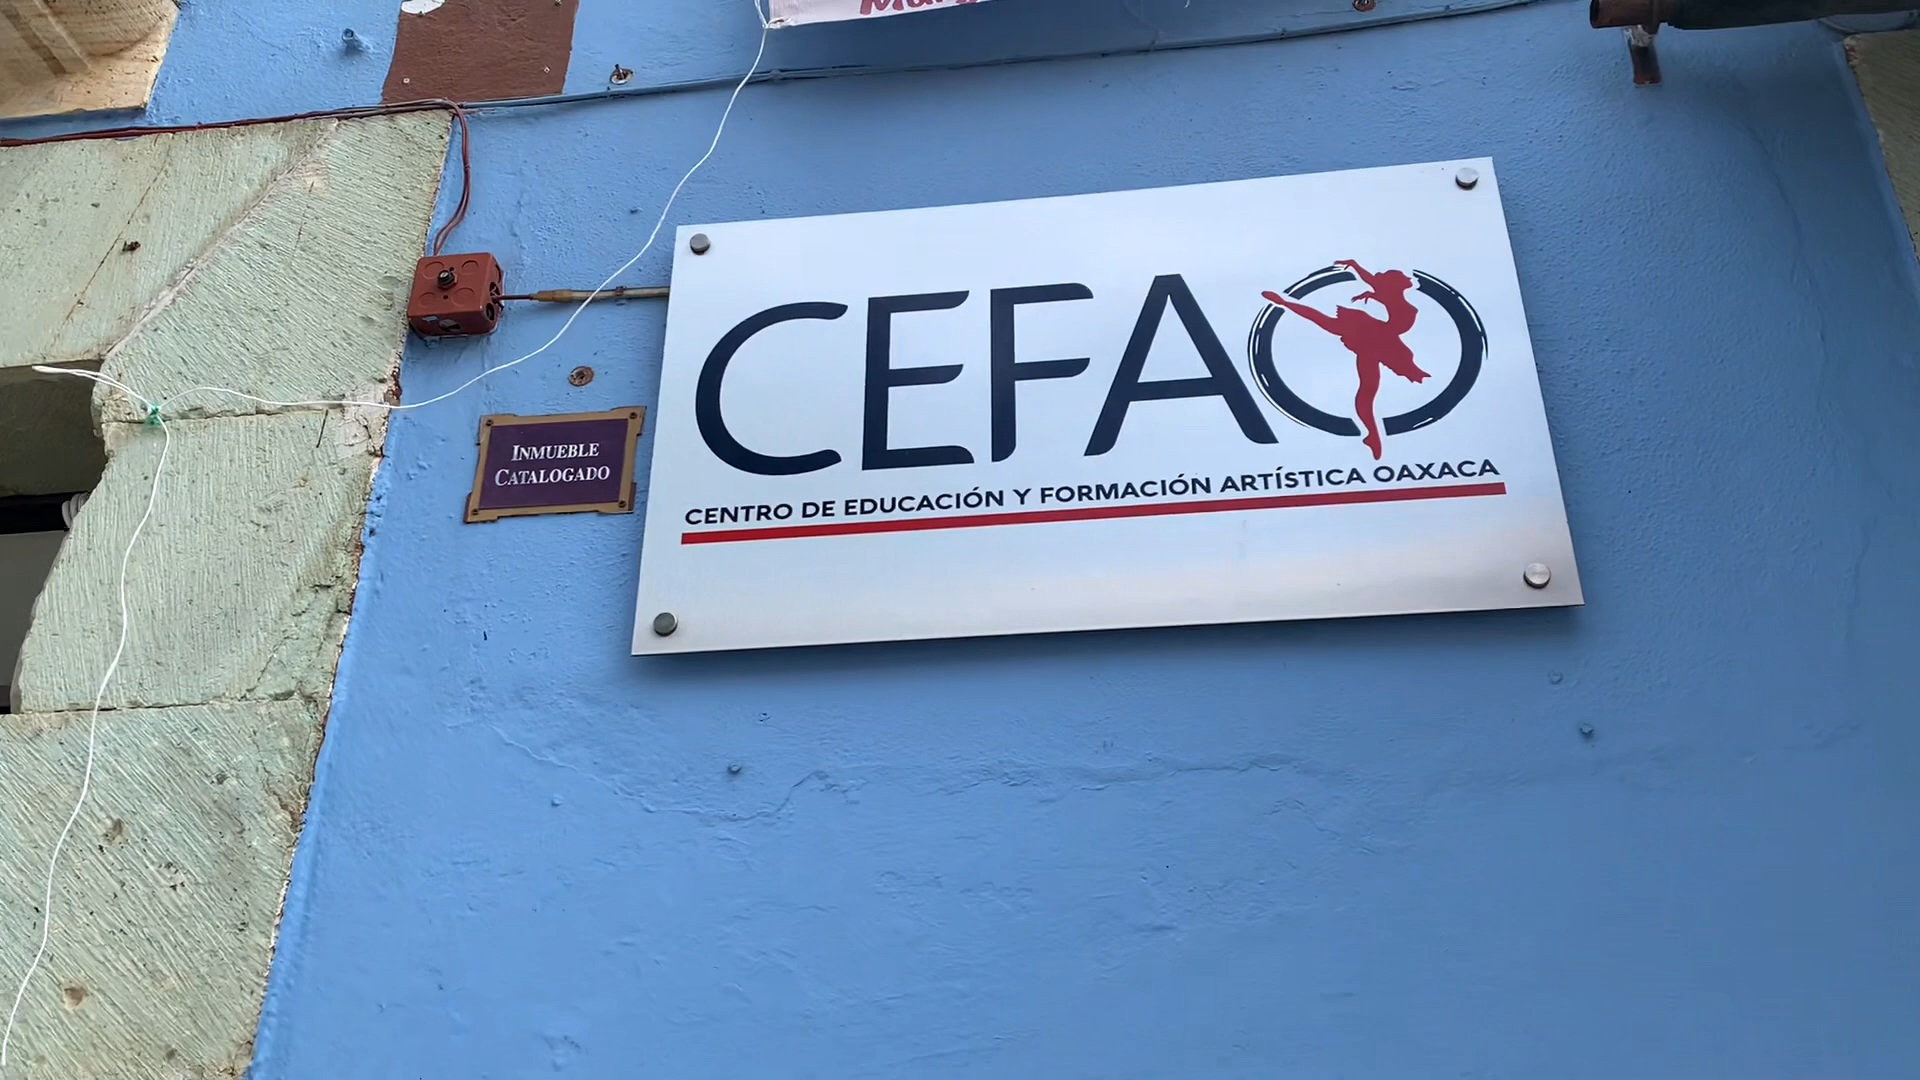 CEFAO
CENTRO DE EDUCACIÓN Y FORMACIÓN ARTÍSTICA OAXACA
INMUEBLE
CATALOGADO